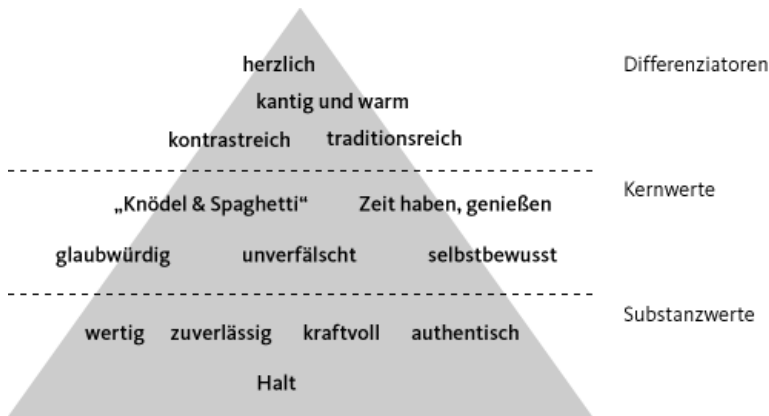 herzlich
Differenziatoren
kantig und warm
kontrastreich traditionsreich
Kernwerte
„Knödel & Spaghetti“ Zeit haben, genießen
glaubwürdig unverfälscht selbstbewusst
Substanzwerte
wertig zuverlässig kraftvoll authentisch
Halt